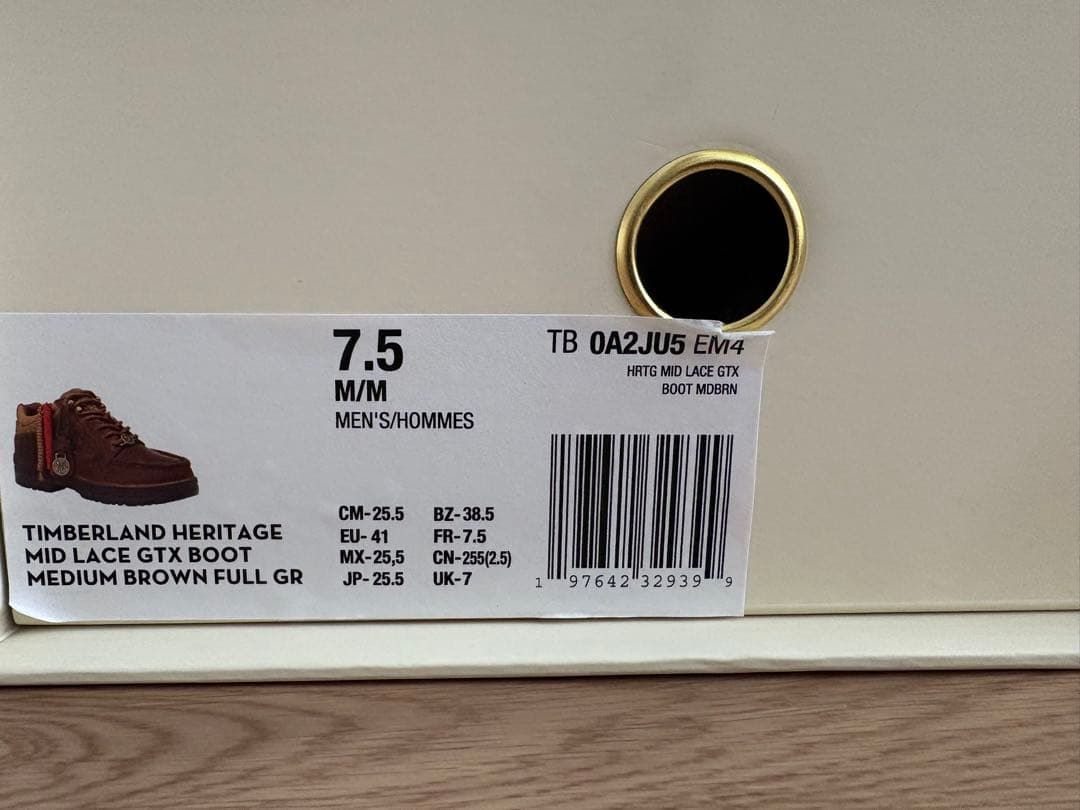 7.5
M/M
MEN'S/HOMMES
TB 0A2JU5 EM4
HRTG MID LACE GTX
BOOT MDBRN
TIMBERLAND HERITAGE
MID LACE GTX BOOT
MEDIUM BROWN FULL GR
CM-25.5 BZ-38.5
EU-41 FR-7.5
MX-25,5 CN-255(2.5)
JP-25.5 UK-7
1 97642 32939 9